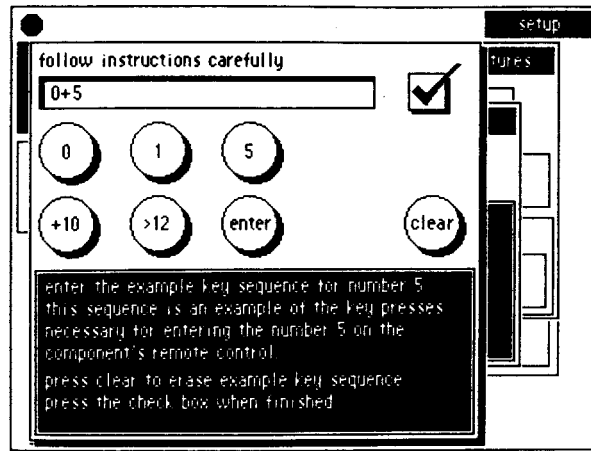 setup
tures
follow instructions carefully
0+5
0 1 5
+10 >12 enter clear
enter the example key sequence for number 5
this sequence is an example of the key presses
necessary for entering the number 5 on the
component's remote control.
press clear to erase example key sequence
press the check box when finished